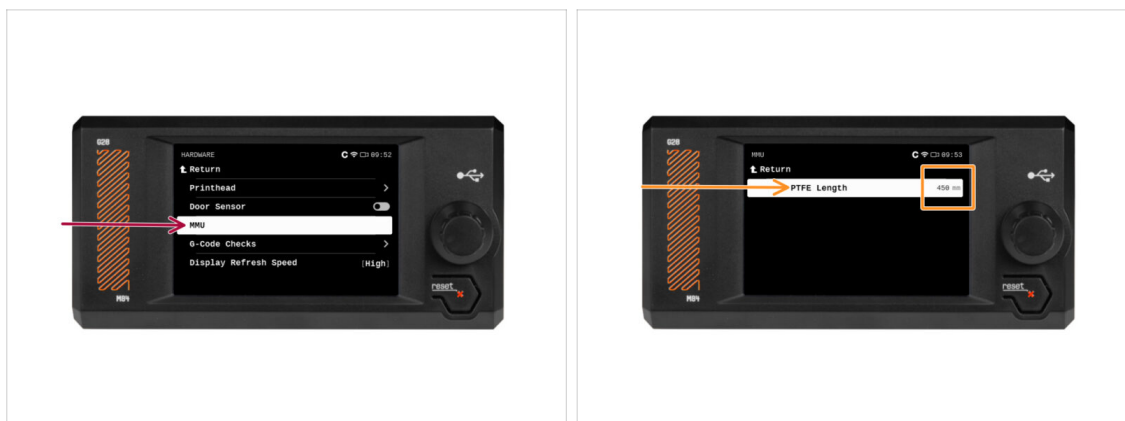 G28
HARDWARE
C 09:52
Return
Printhead
Door Sensor
MMU
G-Code Checks
Display Refresh Speed [High]
reset
M84
G28
MMU
C 09:53
Return
PTFE Length 450 mm
reset
M84